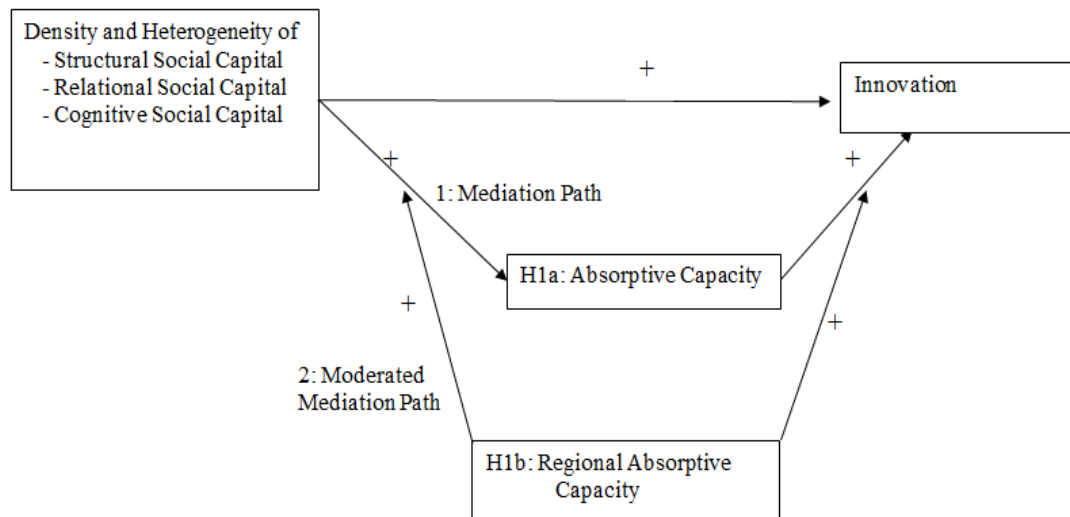 Density and Heterogeneity of
- Structural Social Capital
- Relational Social Capital
- Cognitive Social Capital
+
Innovation
+
+
1: Mediation Path
H1a: Absorptive Capacity
+
+
2: Moderated
Mediation Path
H1b: Regional Absorptive
Capacity